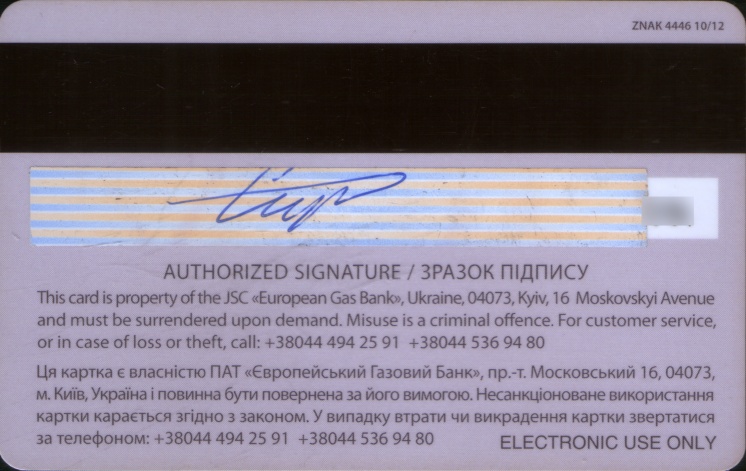 ZNAK 4446 10/12
AUTHORIZED SIGNATURE / ЗРАЗОК ПІДПИСУ
This card is property of the JSC «European Gas Bank», Ukraine, 04073, Kyiv, 16 Moskovskyi Avenue
and must be surrendered upon demand. Misuse is a criminal offence. For customer service,
or in case of loss or theft, call: +38044 494 25 91 +38044 536 94 80
Ця картка є власністю ПАТ «Європейський Газовий Банк», пр.-т. Московський 16, 04073,
м. Київ, Україна і повинна бути повернена за його вимогою. Несанкціоноване використання
картки карається згідно з законом. У випадку втрати чи викрадення картки звертатися
за телефоном: +38044 494 25 91 +38044 536 94 80
ELECTRONIC USE ONLY